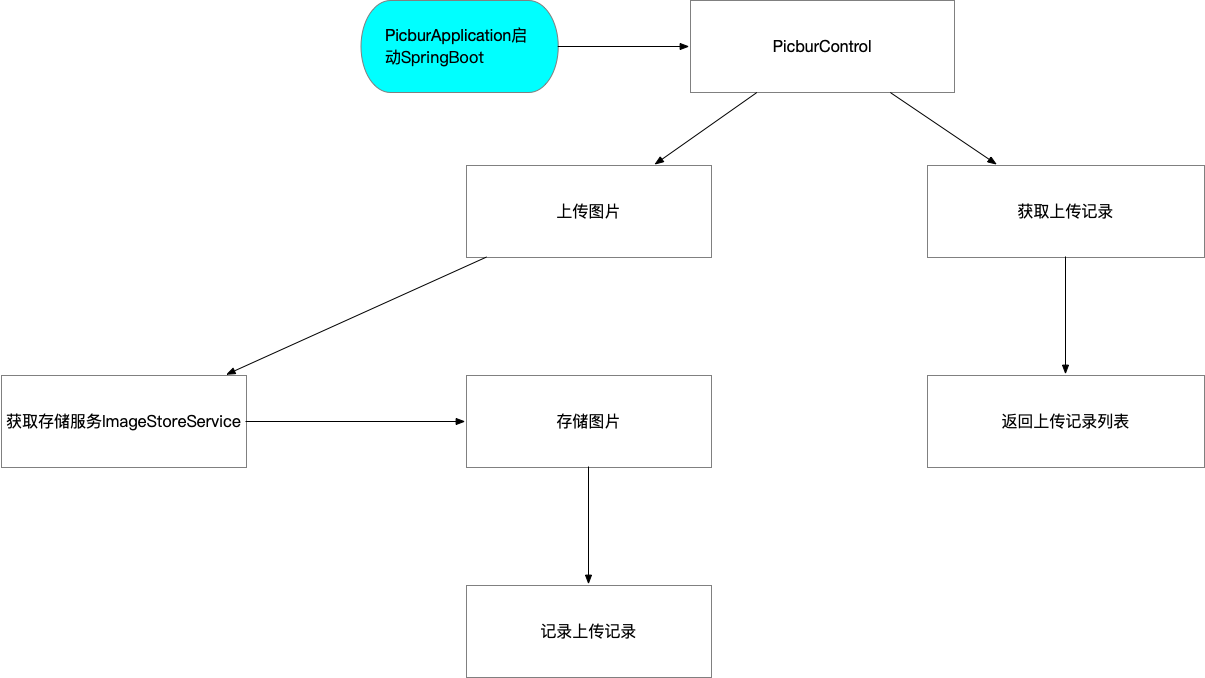 PicburApplication启
动SpringBoot
PicburControl
上传图片
获取上传记录
获取存储服务ImageStoreService
存储图片
返回上传记录列表
记录上传记录